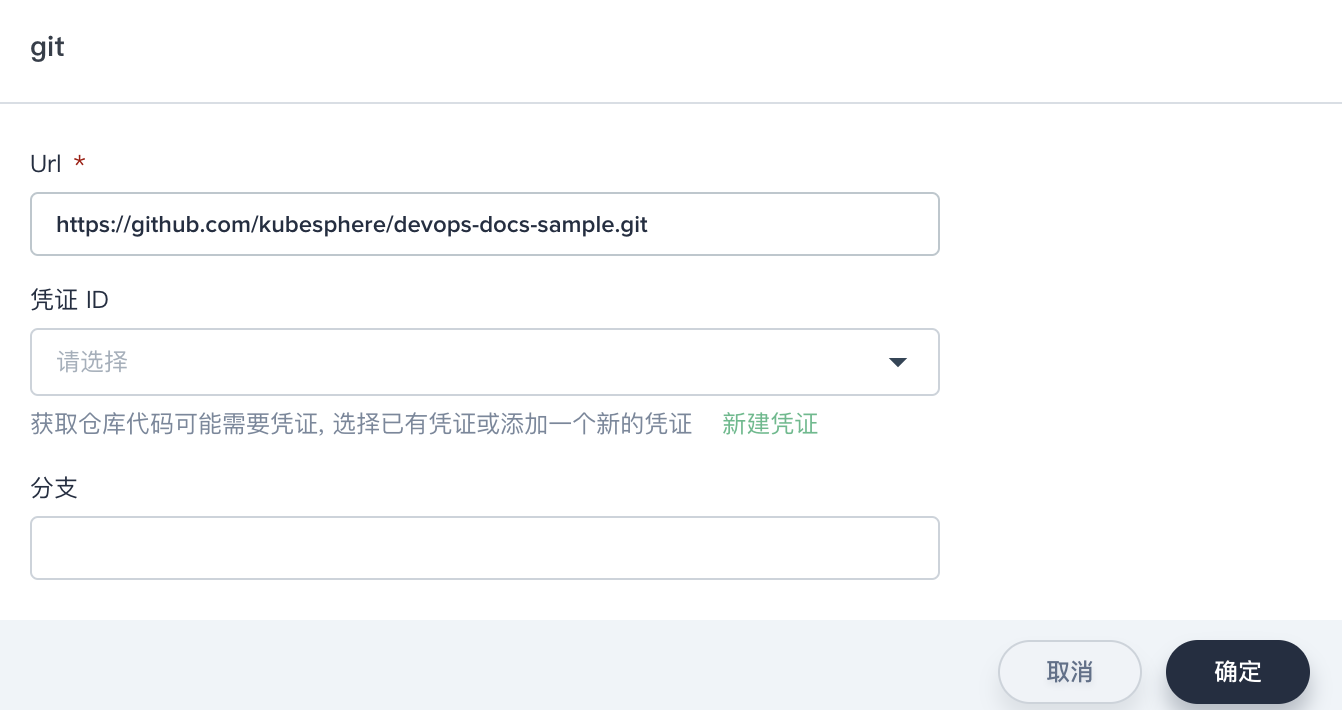 git
Url *
https://github.com/kubesphere/devops-docs-sample.git
凭证 ID
请选择
获取仓库代码可能需要凭证, 选择已有凭证或添加一个新的凭证 新建凭证
分支
取消 确定